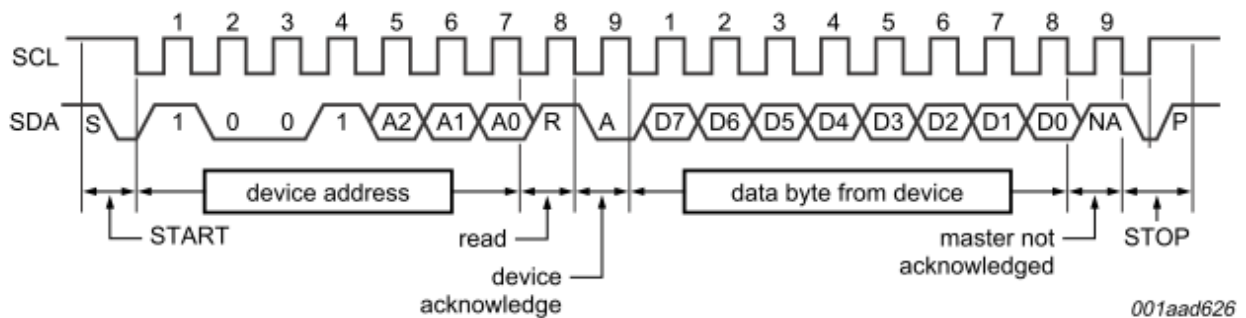 1 2 3 4 5 6 7 8 9 1 2 3 4 5 6 7 8 9
SCL
SDA S 1 0 0 1 A2 A1 A0 R A D7 D6 D5 D4 D3 D2 D1 D0 NA P
device address data byte from device
START read master not STOP
acknowledged
device
acknowledge
001aad626